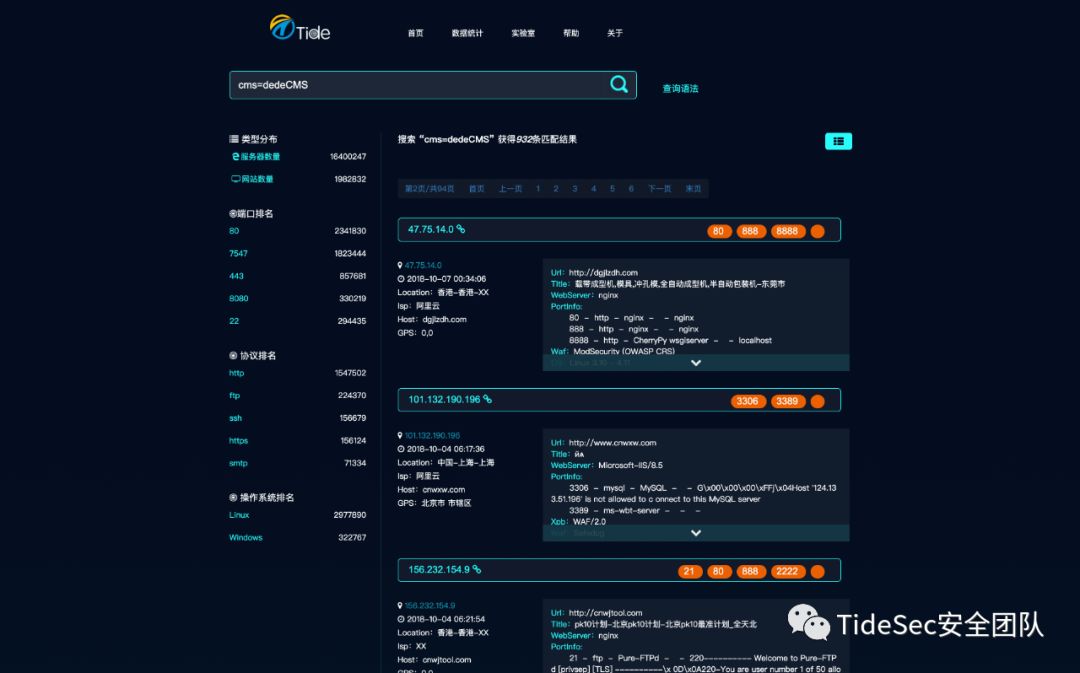 Tide
首页 数据统计 实验室 帮助 关于
cms=dedeCMS
查询语法
类型分布
服务器数量 16400247
网站数量 1982832
端口排名
80 2341830
7547 1823444
443 857681
8080 330219
22 294435
协议排名
http 1547502
ftp 224370
ssh 156679
https 156124
smtp 71334
操作系统排名
Linux 2977890
Windows 322767
搜索“cms=dedeCMS”获得932条匹配结果
第2页/共94页 首页 上一页 1 2 3 4 5 6 下一页 末页
47.75.14.0 80 888 8888
47.75.14.0
2018-10-07 00:34:06
Location：香港-香港-XX
Isp：阿里云
Host：dgjlzdh.com
GPS：0,0
Url：http://dgjlzdh.com
Title：载带成型机,模具,冲孔模,全自动成型机,半自动包装机-东莞市
WebServer：nginx
PortInfo:
80 - http - nginx - - nginx
888 - http - nginx - - nginx
8888 - http - CherryPy wsgiserver - - localhost
Waf：ModSecurity (OWASP CRS)
Linux 3.10 - 4.11
101.132.190.196 3306 3389
101.132.190.196
2018-10-04 06:17:36
Location：中国-上海-上海
Isp：阿里云
Host：cnwxw.com
GPS：北京市 市辖区
Url：http://www.cnwxw.com
Title：йʌ
WebServer：Microsoft-IIS/8.5
PortInfo:
3306 - mysql - MySQL - - G\x00\x00\x00\xFFj\x04Host '124.13
3.51.196' is not allowed to c onnect to this MySQL server
3389 - ms-wbt-server - - -
Xpb：WAF/2.0
Waf：Safedog
156.232.154.9 21 80 888 2222
156.232.154.9
2018-10-04 06:21:54
Location：香港-香港-XX
Isp：XX
Host：cnwjtool.com
GPS：0,0
Url：http://cnwjtool.com
Title：pk10计划-北京pk10计划-北京pk10最准计划_全天北
WebServer：nginx
PortInfo:
21 - ftp - Pure-FTPd - - 220---------- Welcome to Pure-FTP
d [privsep] [TLS] ----------\x 0D\x0A220-You are user number 1 of 50 allo
TideSec安全团队